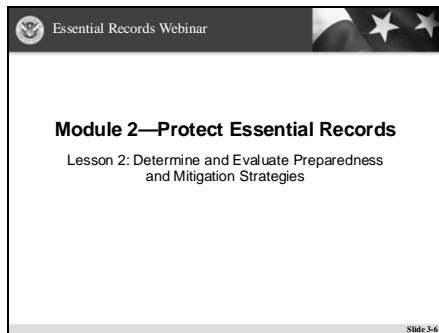 Essential Records Webinar
Module 2—Protect Essential Records
Lesson 2: Determine and Evaluate Preparedness
and Mitigation Strategies
Slide 3-6